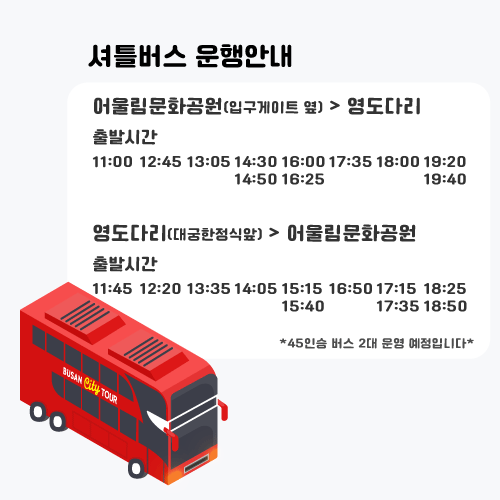 셔틀버스 운행안내
어울림문화공원(입구게이트 옆) > 영도다리
출발시간
11:00 12:45 13:05 14:30 16:00 17:35 18:00 19:20
14:50 16:25 19:40
영도다리(대궁한정식앞) > 어울림문화공원
출발시간
11:45 12:20 13:35 14:05 15:15 16:50 17:15 18:25
15:40 17:35 18:50
*45인승 버스 2대 운영 예정입니다*
BUSAN City TOUR